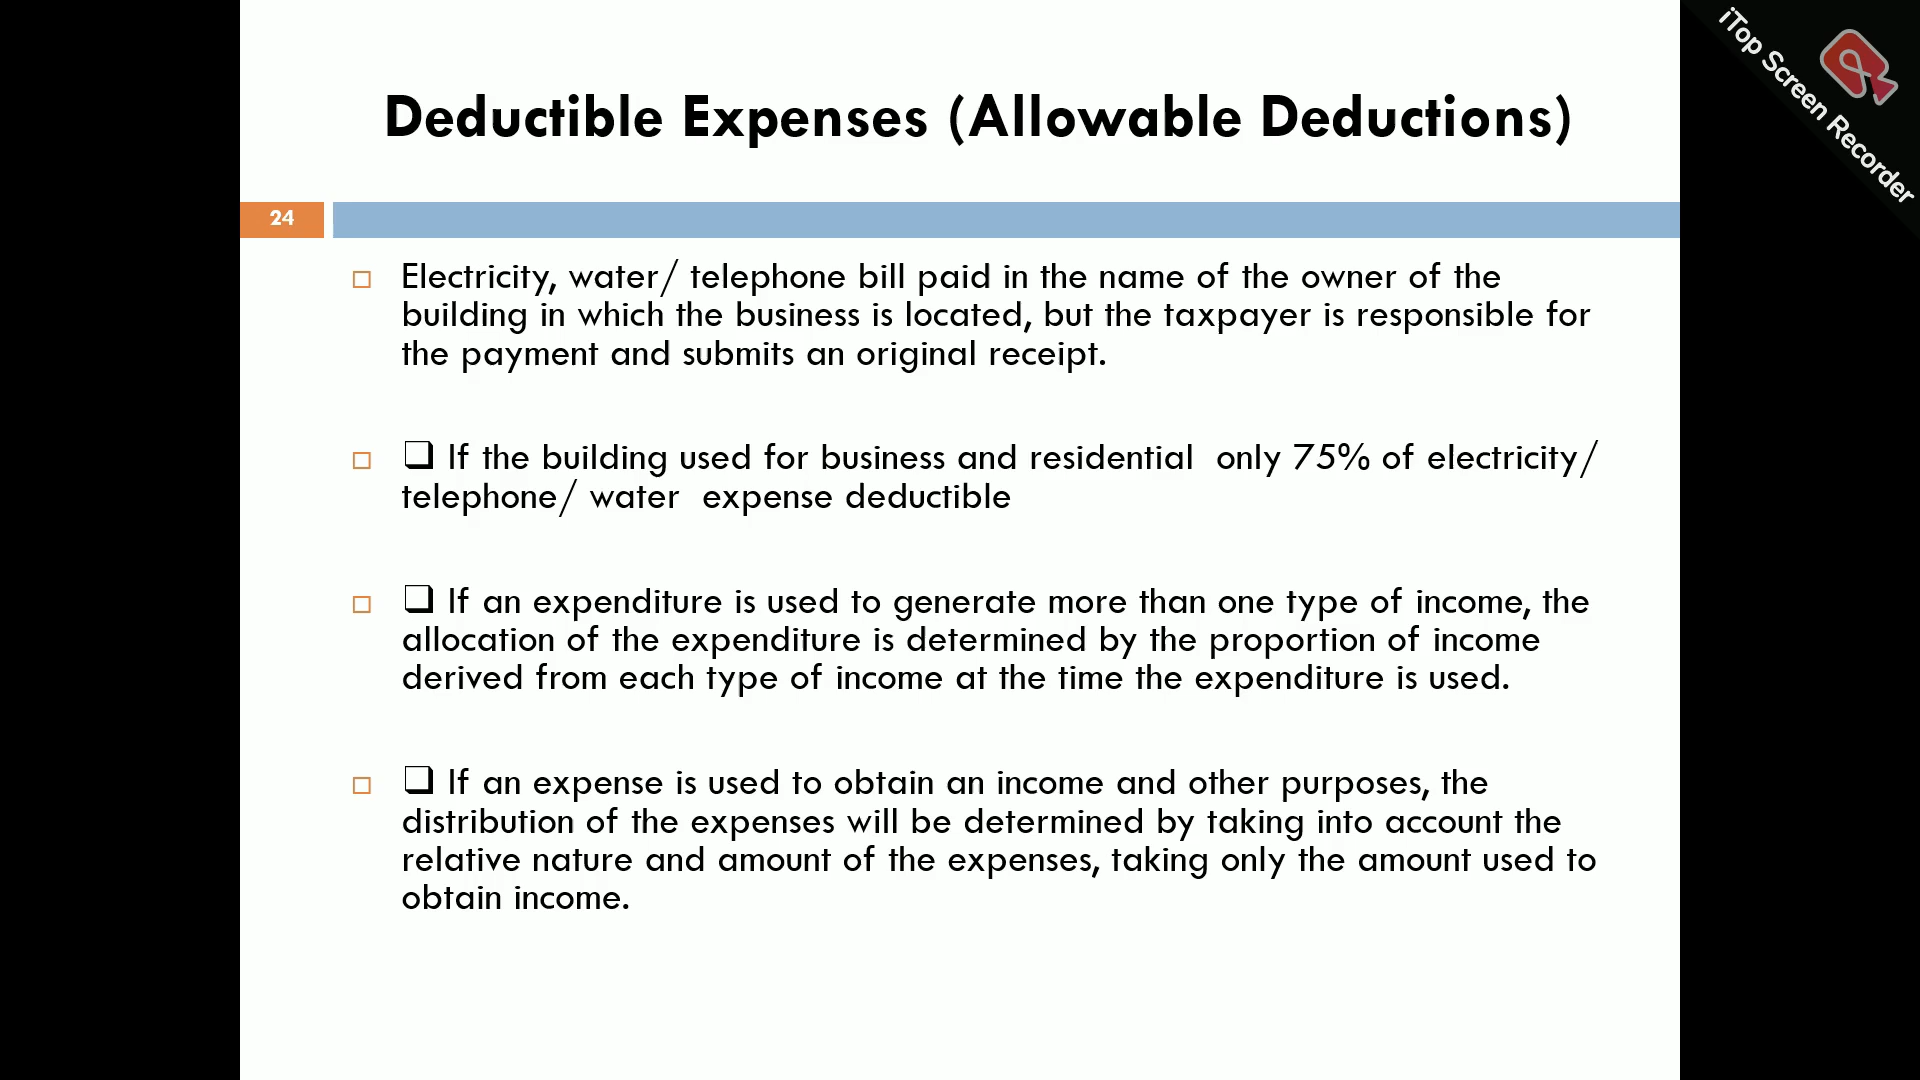 iTop Screen Recorder
Deductible Expenses (Allowable Deductions)
24
Electricity, water/ telephone bill paid in the name of the owner of the
building in which the business is located, but the taxpayer is responsible for
the payment and submits an original receipt.
❑ If the building used for business and residential only 75% of electricity/
telephone/ water expense deductible
❑ If an expenditure is used to generate more than one type of income, the
allocation of the expenditure is determined by the proportion of income
derived from each type of income at the time the expenditure is used.
❑ If an expense is used to obtain an income and other purposes, the
distribution of the expenses will be determined by taking into account the
relative nature and amount of the expenses, taking only the amount used to
obtain income.